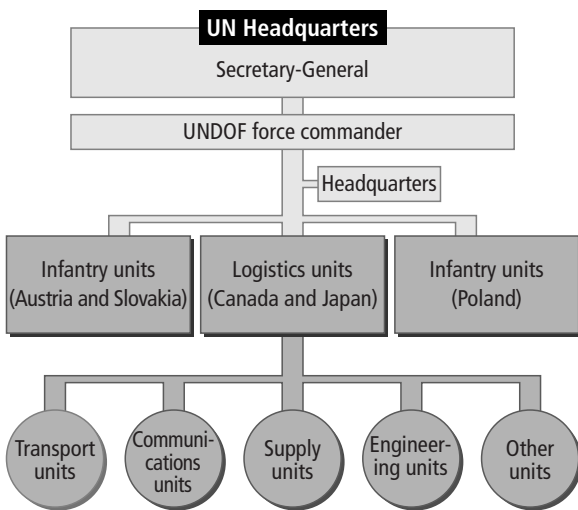 UN Headquarters
Secretary-General
UNDOF force commander
Headquarters
Infantry units
(Austria and Slovakia)
Logistics units
(Canada and Japan)
Infantry units
(Poland)
Transport
units
Communi-
cations
units
Supply
units
Engineer-
ing units
Other
units